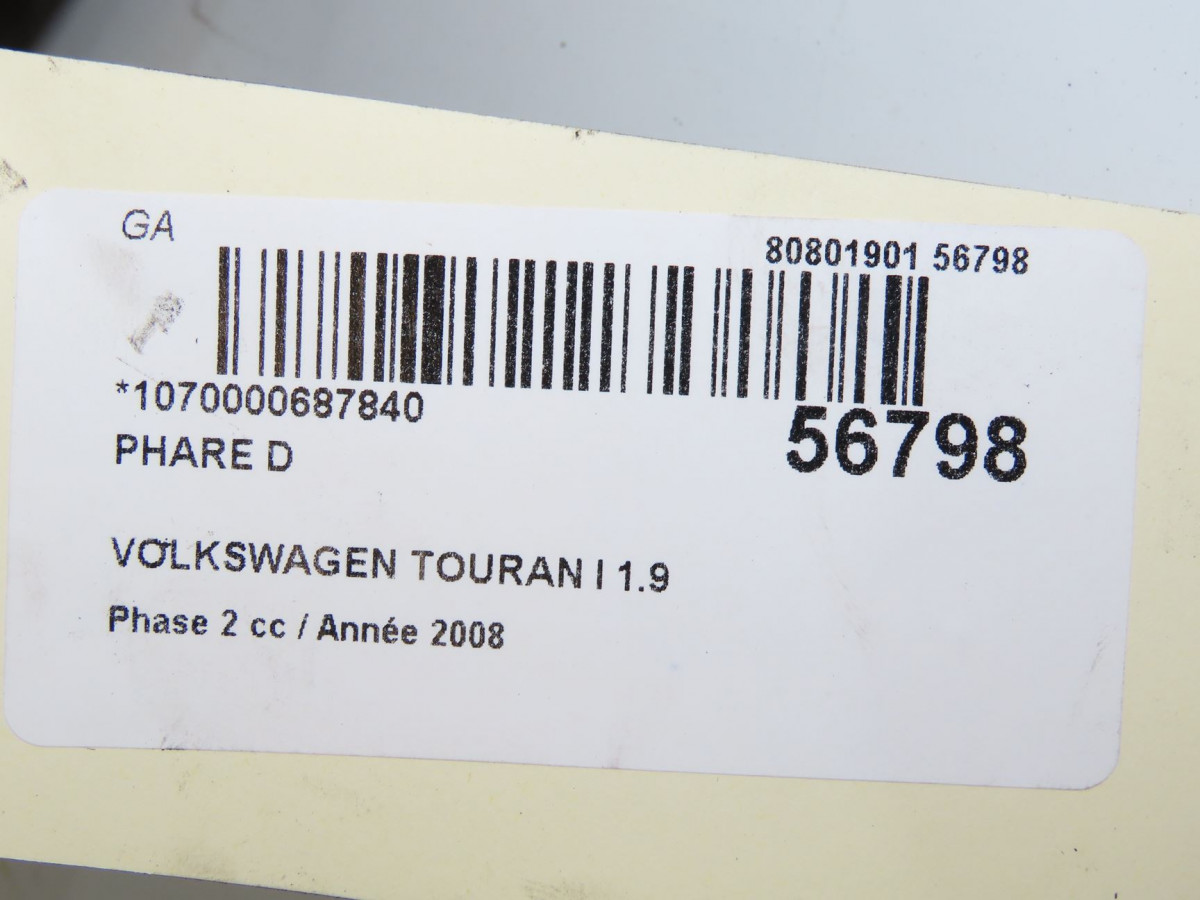 GA
80801901 56798
*1070000687840
56798
PHARE D
VOLKSWAGEN TOURAN I 1.9
Phase 2 cc / Année 2008